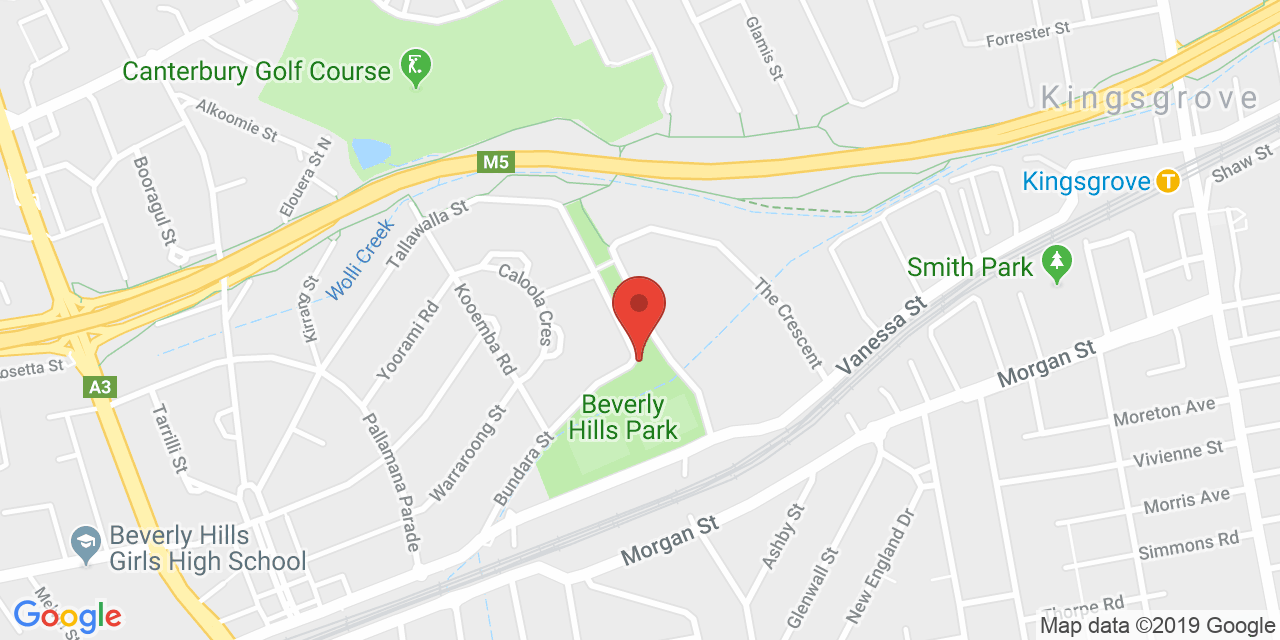 Forrester St
Glamis St
Canterbury Golf Course
Kingsgrove
Alkoomie St
Elouera St N
M5
Booragul St
Shaw St
Kingsgrove
T
Tallawalla St
Wolli Creek
Smith Park
Caloola Cres
Kirrang St
Kooemba Rd
Yoorami Rd
The Crescent
Vanessa St
Morgan St
osetta St
A3
Beverly
Hills Park
Moreton Ave
Tarrilli St
Pallamana Parade
Warraroong St
Bundara St
Vivienne St
Morris Ave
Beverly Hills
Girls High School
Morgan St
Ashby St
Glenwall St
New England Dr
Simmons Rd
Thorpe Rd
Google
Map data ©2019 Google